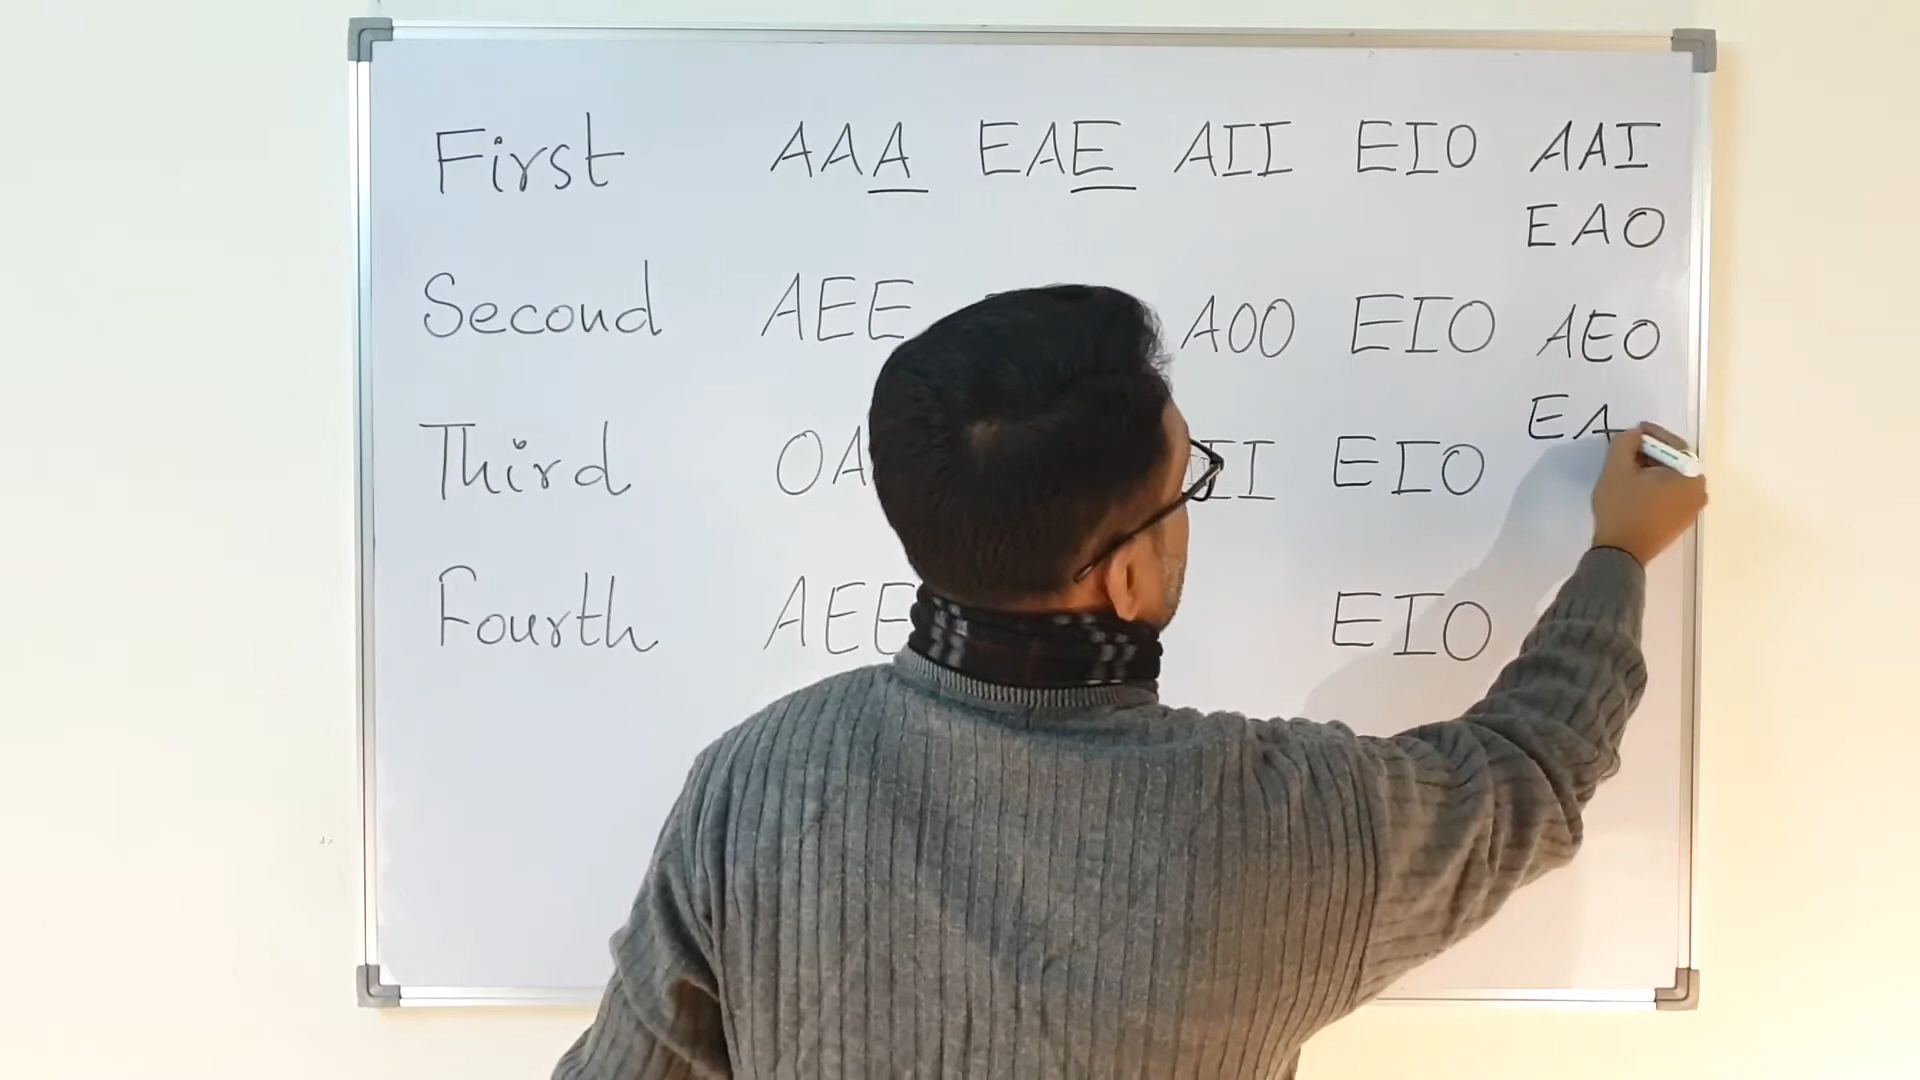 First AAA EAE AII EIO AAI
EAO
Second AEE AOO EIO AEO
EA
Third OA II EIO
Fourth AEE EIO